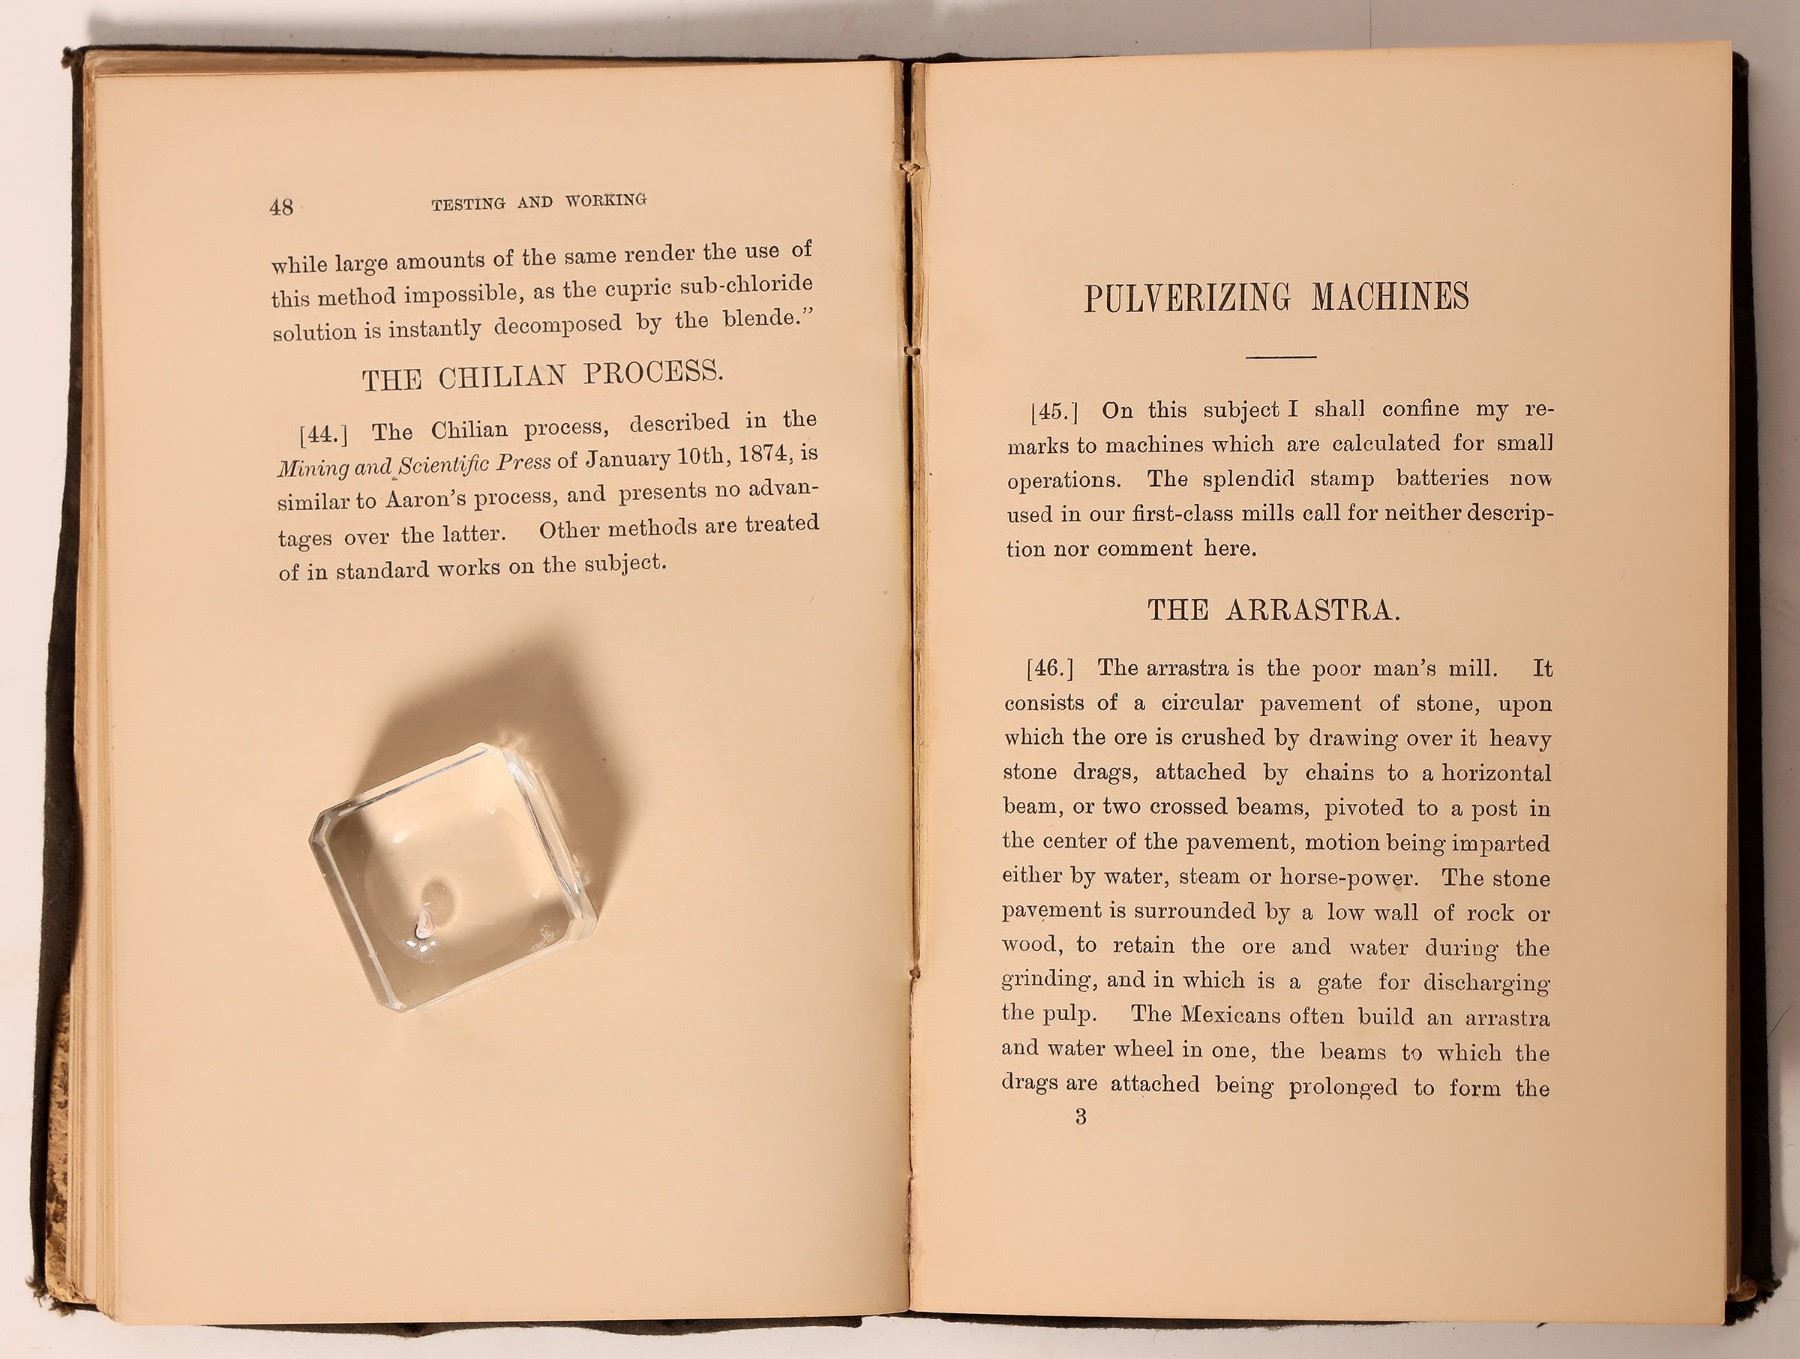 48 TESTING AND WORKING
while large amounts of the same render the use of
this method impossible, as the cupric sub-chloride
solution is instantly decomposed by the blende.”
THE CHILIAN PROCESS.
[44.] The Chilian process, described in the
Mining and Scientific Press of January 10th, 1874, is
similar to Aaron’s process, and presents no advan-
tages over the latter. Other methods are treated
of in standard works on the subject.
PULVERIZING MACHINES
[45.] On this subject I shall confine my re-
marks to machines which are calculated for small
operations. The splendid stamp batteries now
used in our first-class mills call for neither descrip-
tion nor comment here.
THE ARRASTRA.
[46.] The arrastra is the poor man’s mill. It
consists of a circular pavement of stone, upon
which the ore is crushed by drawing over it heavy
stone drags, attached by chains to a horizontal
beam, or two crossed beams, pivoted to a post in
the center of the pavement, motion being imparted
either by water, steam or horse-power. The stone
pavement is surrounded by a low wall of rock or
wood, to retain the ore and water during the
grinding, and in which is a gate for discharging
the pulp. The Mexicans often build an arrastra
and water wheel in one, the beams to which the
drags are attached being prolonged to form the
3